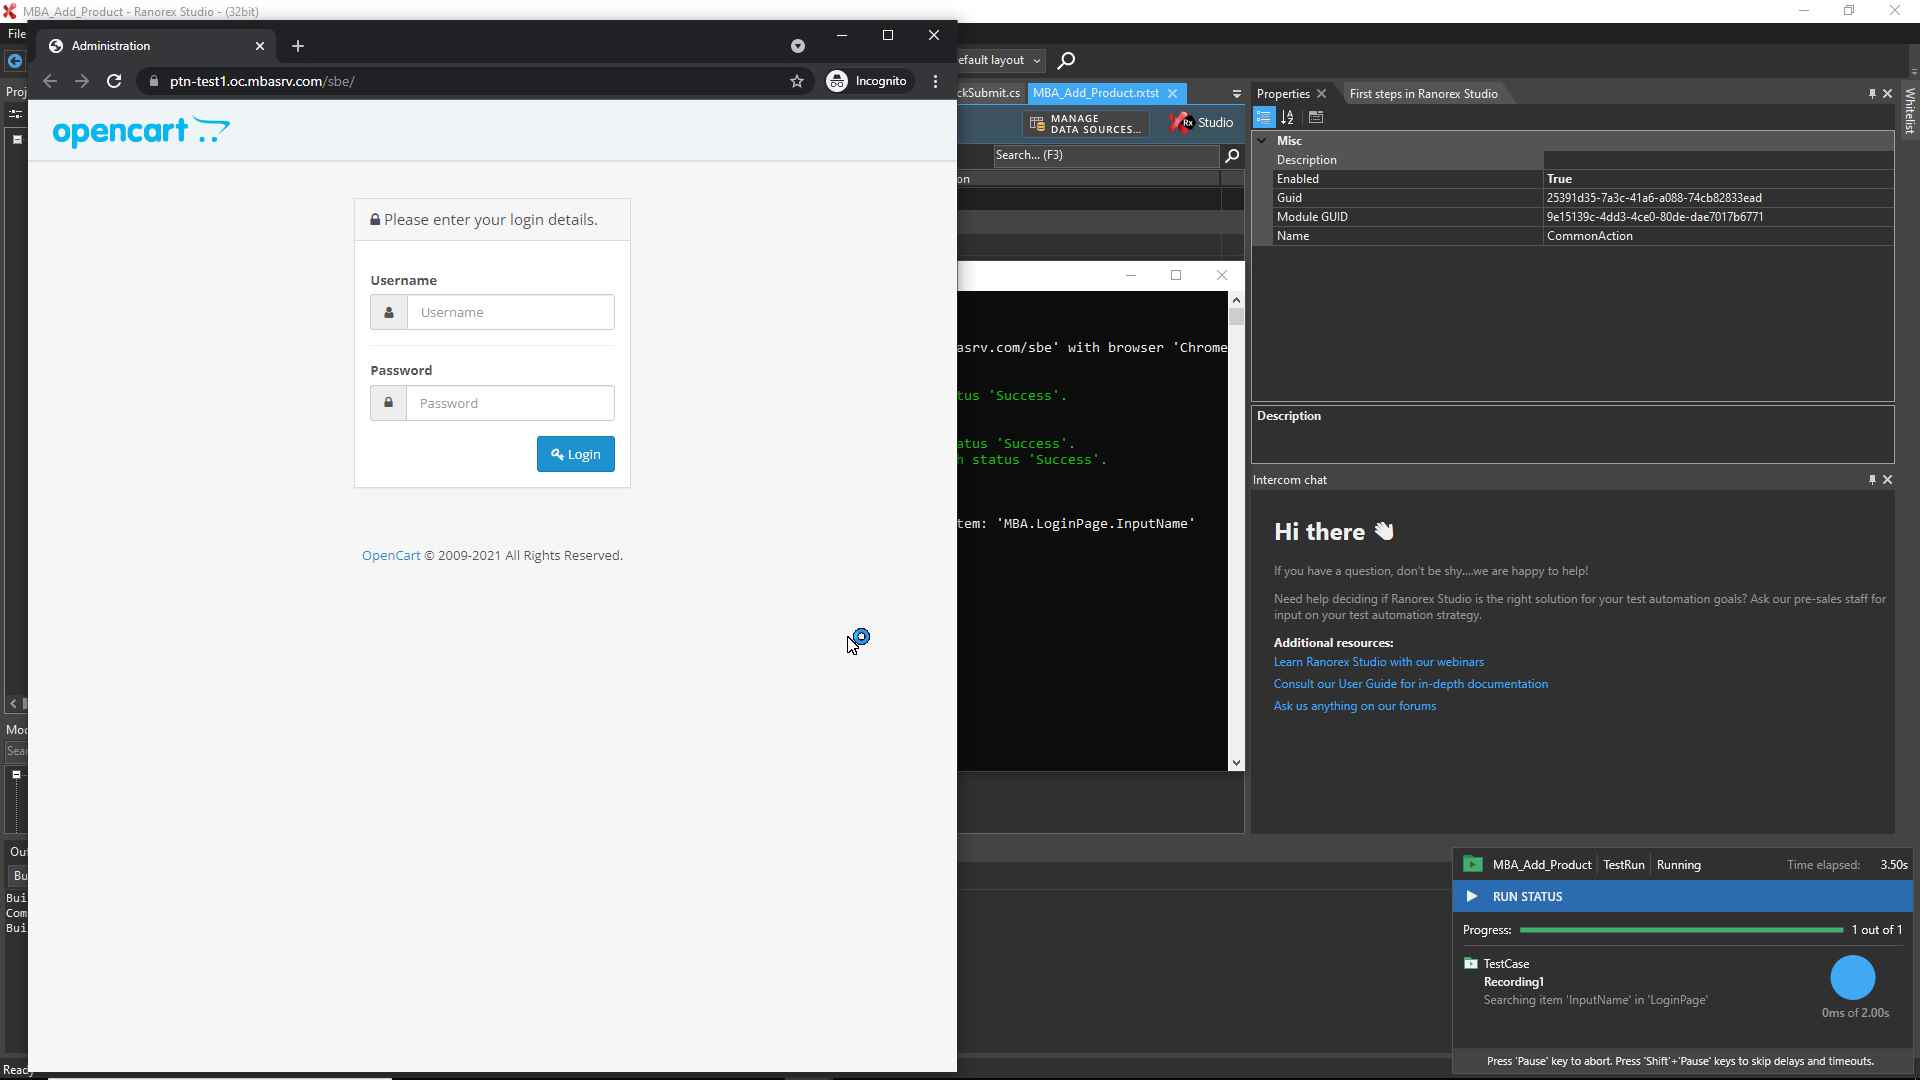 MBA_Add_Product - Ranorex Studio - (32bit)
File
Administration
ptn-test1.oc.mbasrv.com/sbe/
Incognito
opencart
Please enter your login details.
Username
Username
Password
Password
Login
OpenCart © 2009-2021 All Rights Reserved.
Proj
Mod
Sear
Out
Bu
Bui
Com
Bui
Ready
efault layout
ckSubmit.cs
MBA_Add_Product.rxtst
MANAGE
DATA SOURCES...
Rx Studio
Search... (F3)
on
asrv.com/sbe' with browser 'Chrome
tus 'Success'.
atus 'Success'.
h status 'Success'.
tem: 'MBA.LoginPage.InputName'
Properties
First steps in Ranorex Studio
Whitelist
Misc
Description
Enabled True
Guid 25391d35-7a3c-41a6-a088-74cb82833ead
Module GUID 9e15139c-4dd3-4ce0-80de-dae7017b6771
Name CommonAction
Description
Intercom chat
Hi there
If you have a question, don't be shy....we are happy to help!
Need help deciding if Ranorex Studio is the right solution for your test automation goals? Ask our pre-sales staff for
input on your test automation strategy.
Additional resources:
Learn Ranorex Studio with our webinars
Consult our User Guide for in-depth documentation
Ask us anything on our forums
MBA_Add_Product TestRun Running Time elapsed: 3.50s
RUN STATUS
Progress: 1 out of 1
TestCase
Recording1
Searching item 'InputName' in 'LoginPage'
0ms of 2.00s
Press 'Pause' key to abort. Press 'Shift'+'Pause' keys to skip delays and timeouts.